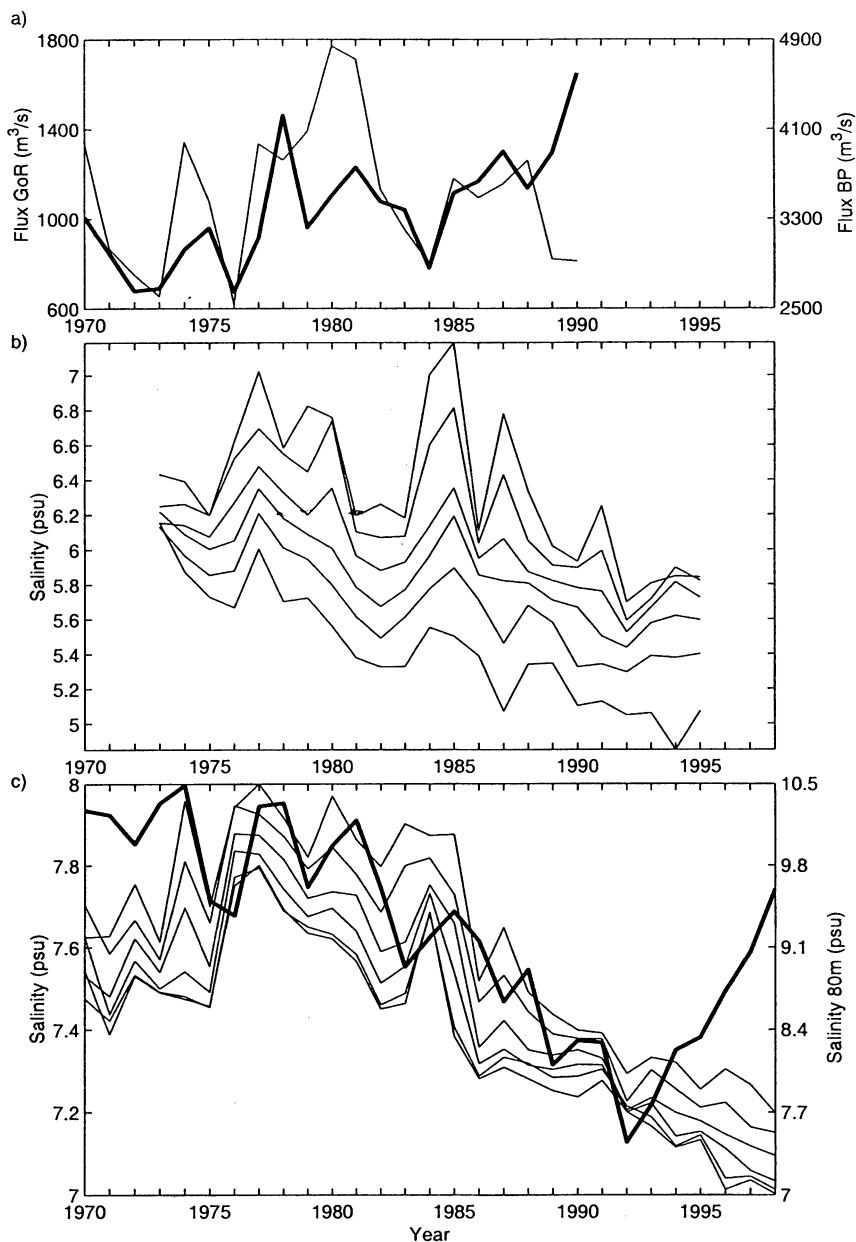 a)
1800
1400
1000
600
Flux GoR (m³/s)
4900
4100
3300
2500
Flux BP (m³/s)
1970 1975 1980 1985 1990 1995
b)
7
6.8
6.6
6.4
6.2
6
5.8
5.6
5.4
5.2
5
Salinity (psu)
1970 1975 1980 1985 1990 1995
c)
8
7.8
7.6
7.4
7.2
7
Salinity (psu)
10.5
9.8
9.1
8.4
7.7
7
Salinity 80m (psu)
1970 1975 1980 1985 1990 1995
Year